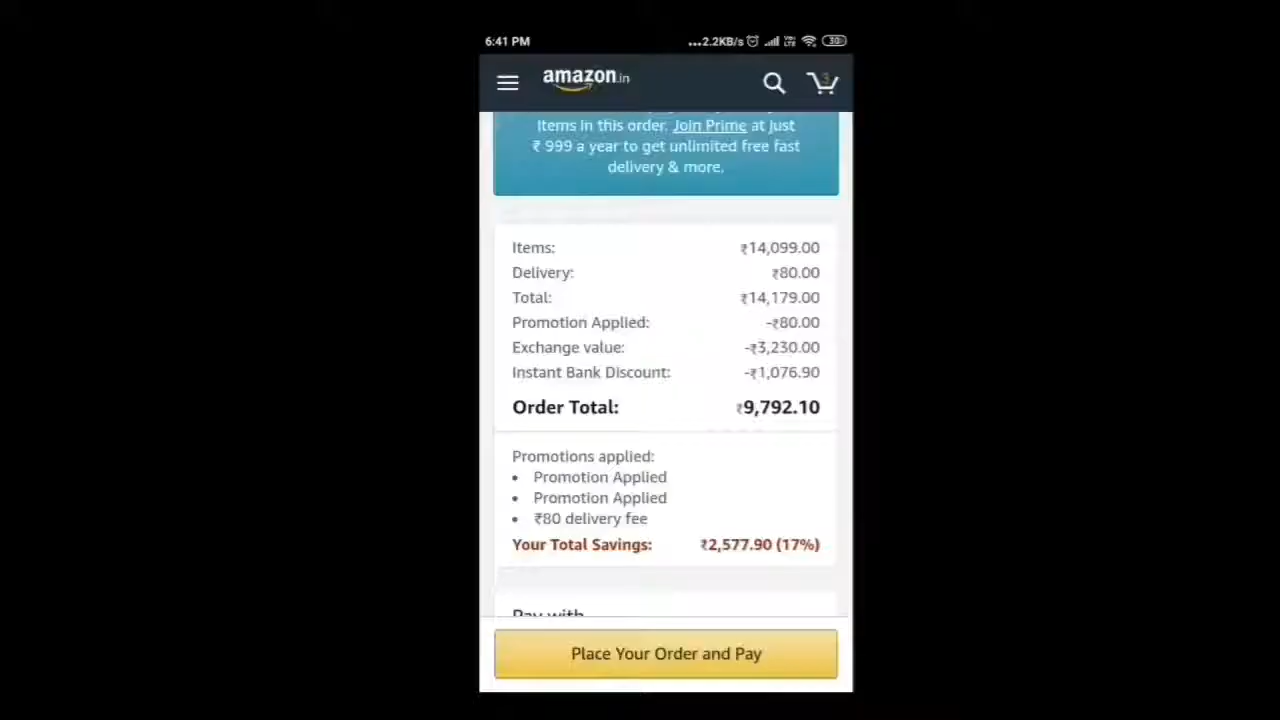 6:41 PM ...2.2KB/s 30
amazon.in 3
items in this order. Join Prime at just
₹ 999 a year to get unlimited free fast
delivery & more.
Items: ₹14,099.00
Delivery: ₹80.00
Total: ₹14,179.00
Promotion Applied: -₹80.00
Exchange value: -₹3,230.00
Instant Bank Discount: -₹1,076.90
Order Total: ₹9,792.10
Promotions applied:
• Promotion Applied
• Promotion Applied
• ₹80 delivery fee
Your Total Savings: ₹2,577.90 (17%)
Pay with
Place Your Order and Pay